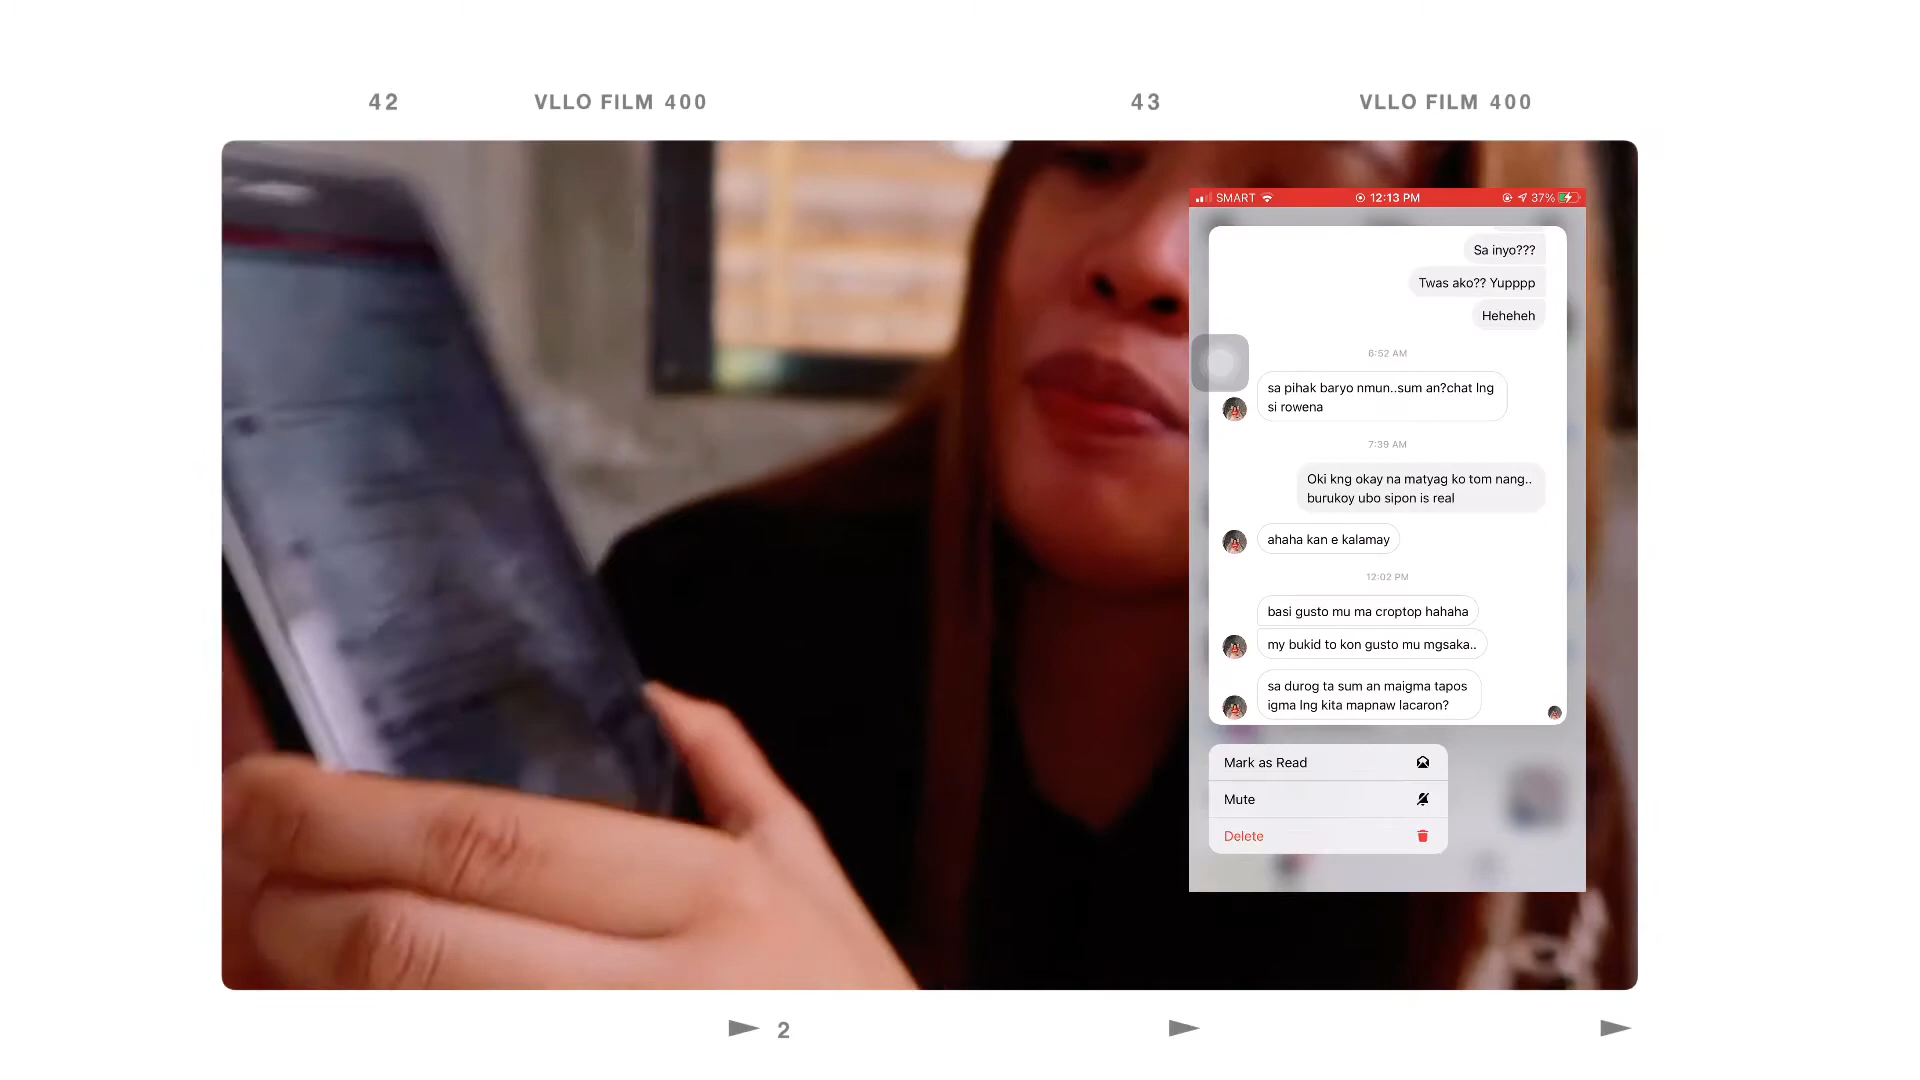 42 VLLO FILM 400 43 VLLO FILM 400
SMART 12:13 PM 37%
Sa inyo???
Twas ako?? Yupppp
Heheheh
6:52 AM
sa pihak baryo nmun..sum an?chat lng
si rowena
7:39 AM
Oki kng okay na matyag ko tom nang..
burukoy ubo sipon is real
ahaha kan e kalamay
12:02 PM
basi gusto mu ma croptop hahaha
my bukid to kon gusto mu mgsaka..
sa durog ta sum an maigma tapos
igma lng kita mapnaw lacaron?
Mark as Read
Mute
Delete
2